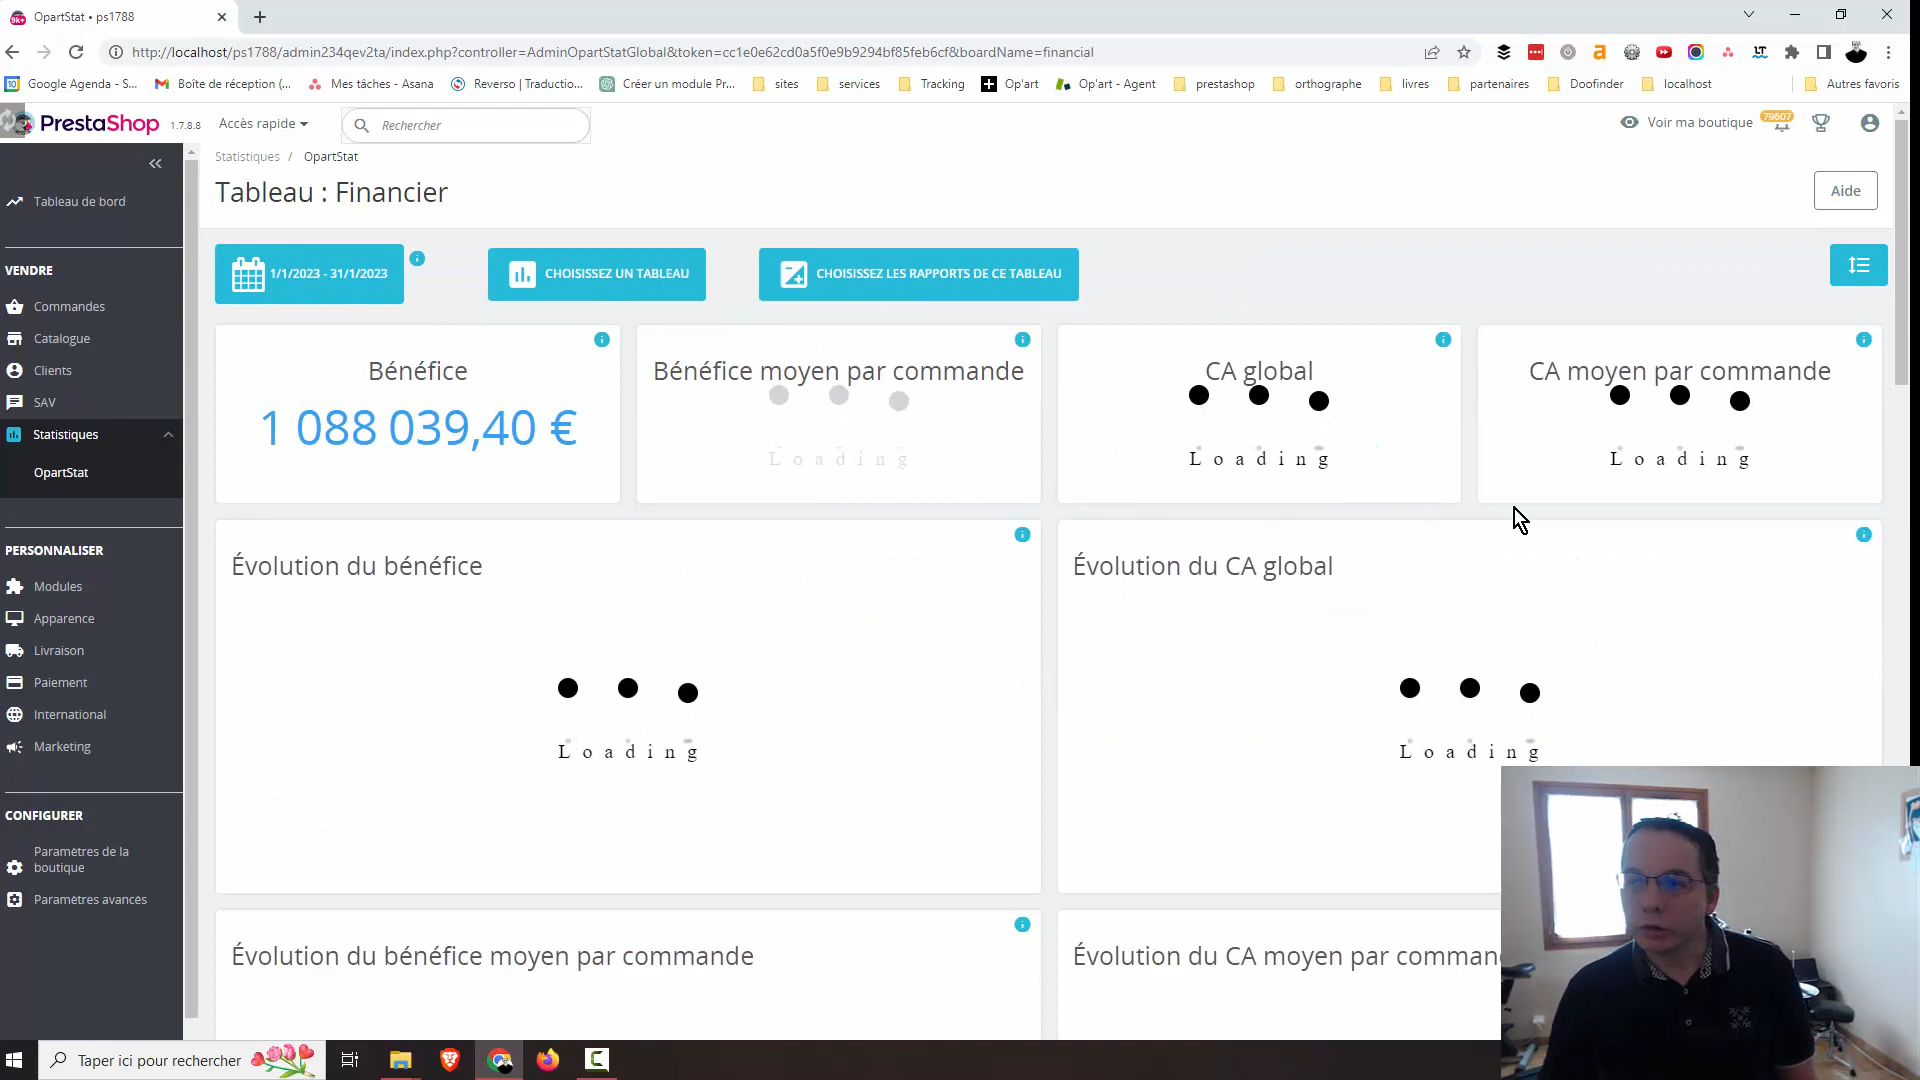 OpartStat • ps1788
http://localhost/ps1788/admin234qev2ta/index.php?controller=AdminOpartStatGlobal&token=cc1e0e62cd0a5f0e9b9294bf85feb6cf&boardName=financial
Google Agenda - S...
Boîte de réception (...
Mes tâches - Asana
Reverso | Traductio...
Créer un module Pr...
sites
services
Tracking
Op'art
Op'art - Agent
prestashop
orthographe
livres
partenaires
Doofinder
localhost
Autres favoris
PrestaShop 1.7.8.8
Accès rapide
Rechercher
Voir ma boutique
79607
Statistiques / OpartStat
Tableau : Financier
Aide
Tableau de bord
VENDRE
Commandes
Catalogue
Clients
SAV
Statistiques
OpartStat
PERSONNALISER
Modules
Apparence
Livraison
Paiement
International
Marketing
CONFIGURER
Paramètres de la
boutique
Paramètres avancés
1/1/2023 - 31/1/2023
CHOISISSEZ UN TABLEAU
CHOISISSEZ LES RAPPORTS DE CE TABLEAU
Bénéfice
1 088 039,40 €
Bénéfice moyen par commande
Loading
CA global
Loading
CA moyen par commande
Loading
Évolution du bénéfice
Loading
Évolution du CA global
Loading
Évolution du bénéfice moyen par commande
Évolution du CA moyen par comman
Taper ici pour rechercher